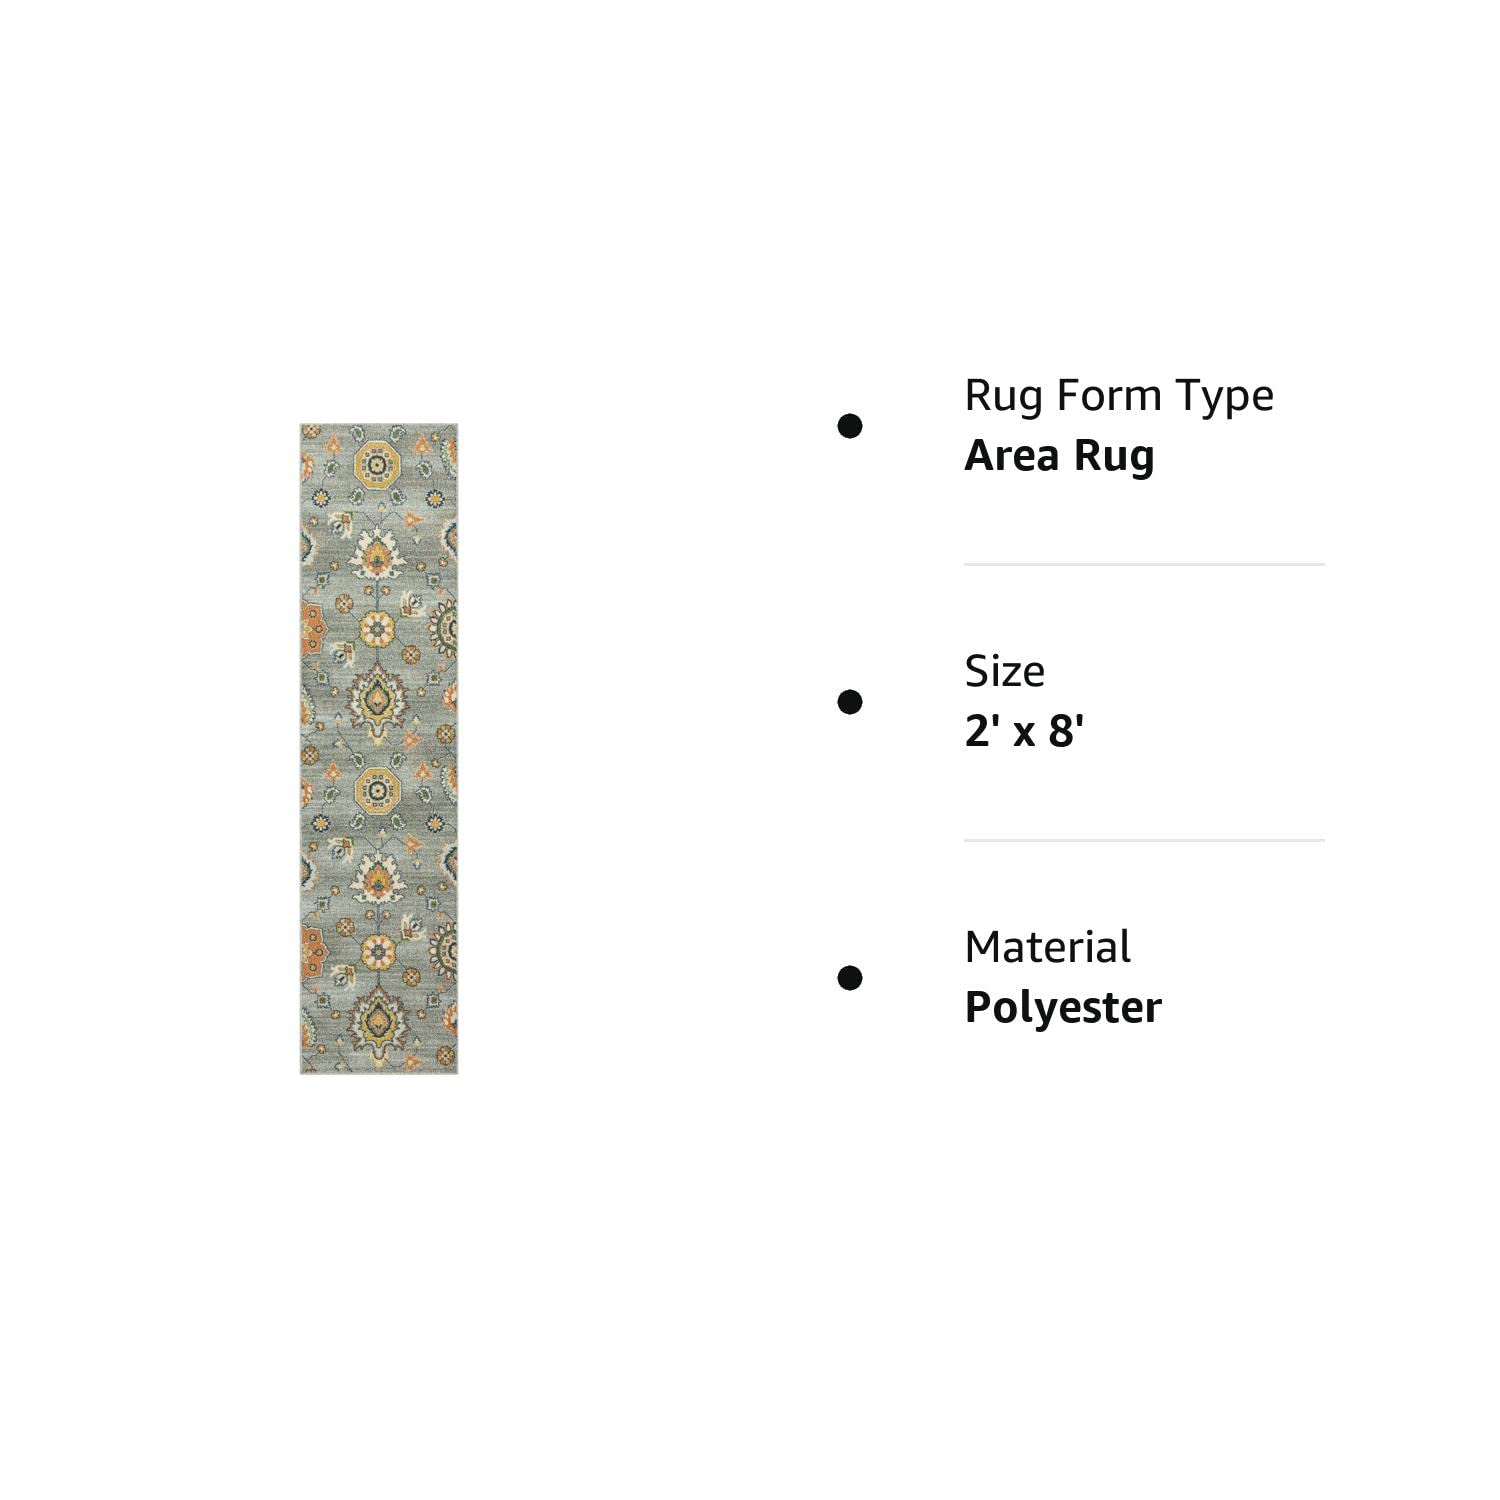 Rug Form Type
Area Rug
Size
2' x 8'
Material
Polyester